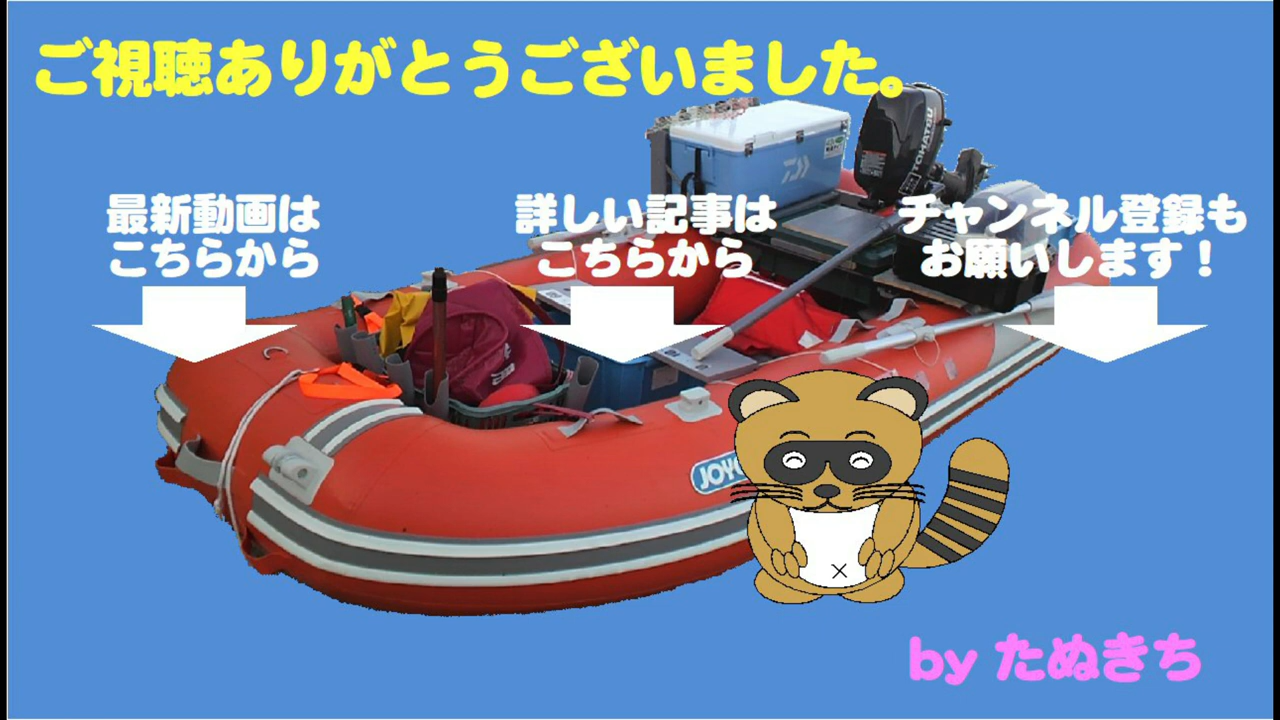 ご視聴ありがとうございました。
最新動画は
こちらから
詳しい記事は
こちらから
チャンネル登録も
お願いします！
TOHATSU
JOY
by たぬきち